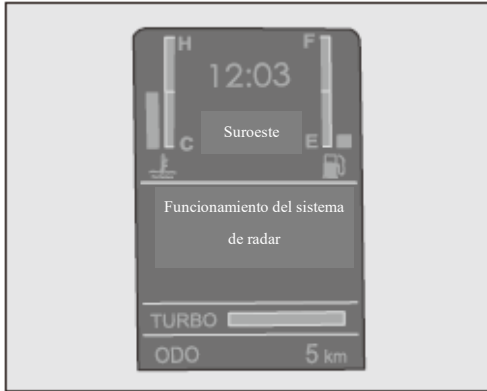 H
F
12:03
Suroeste
C
E
Funcionamiento del sistema
de radar
TURBO
ODO 5 km